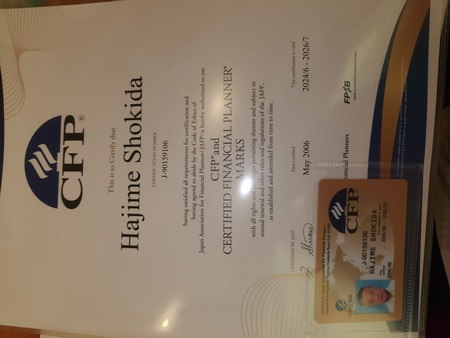 CFP®
This is to Certify that
Hajime Shokida
CERTIFICATION NUMBER
J-90159106
having satisfied all requirements for certification and
having agreed to abide by the Code of Ethics of
Japan Association for Financial Planners (JAFP) is hereby authorized to use
CFP® and
CERTIFIED FINANCIAL PLANNER®
MARKS
with all rights and privileges pertaining thereto and subject to
annual renewal and other rules and regulations of the JAFP,
as established and amended from time to time.
CERTIFIED BY JAFP
First certified
May 2006
This certification is valid
2024/6 - 2026/7
FPSB
Financial Planners
CFP
J-90159106
HAJIME SHOKIDA